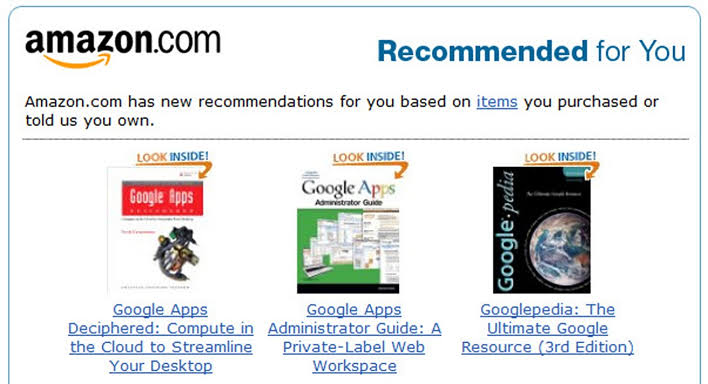 amazon.com
Recommended for You
Amazon.com has new recommendations for you based on items you purchased or
told us you own.
LOOK INSIDE!
LOOK INSIDE!
LOOK INSIDE!
Google Apps
Google Apps
Administrator Guide
Google·pedia
The Ultimate Google Resource
Google Apps
Deciphered: Compute in
the Cloud to Streamline
Your Desktop
Google Apps
Administrator Guide: A
Private-Label Web
Workspace
Googlepedia: The
Ultimate Google
Resource (3rd Edition)